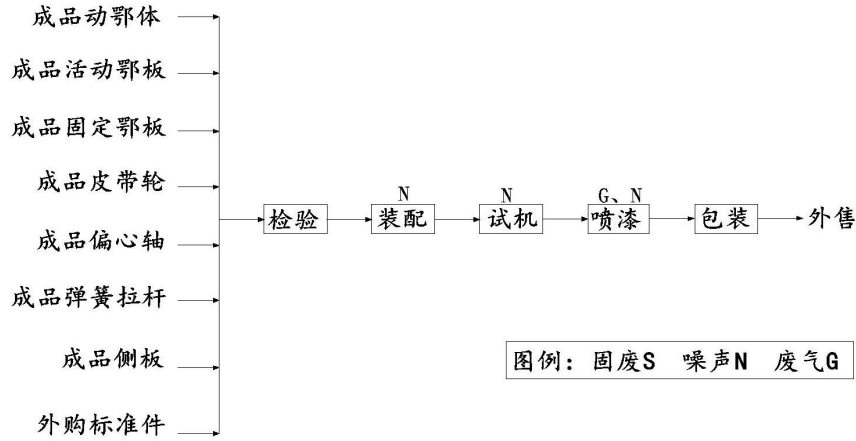 成品动鄂体
成品活动鄂板
成品固定鄂板
成品皮带轮
成品偏心轴
成品弹簧拉杆
成品侧板
外购标准件
检验
N
装配
N
试机
G、N
喷漆
包装
外售
图例：固废S 噪声N 废气G